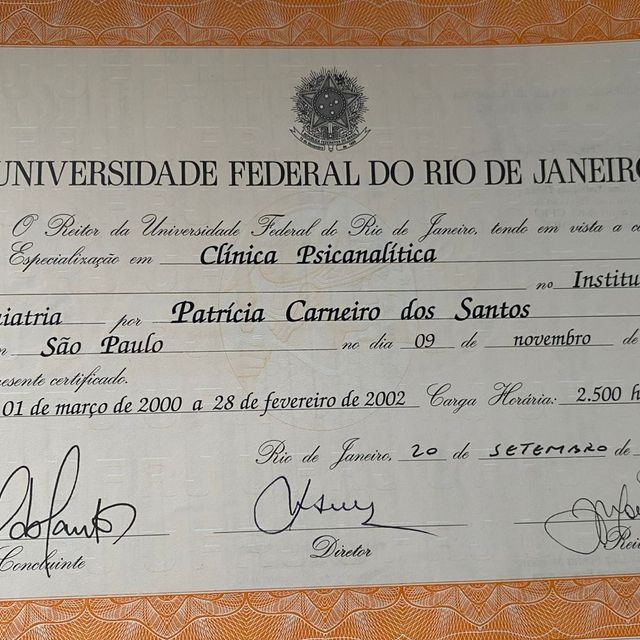 UNIVERSIDADE FEDERAL DO RIO DE JANEIRO
O Reitor da Universidade Federal do Rio de Janeiro, tendo em vista a co
Especialização em Clínica Psicanalítica
no Institu
iatria por Patrícia Carneiro dos Santos
São Paulo no dia 09 de novembro de
esente certificado.
01 de março de 2000 a 28 de fevereiro de 2002 Carga Horária: 2.500 h
Rio de Janeiro, 20 de SETEMBRO de
Concluinte
Diretor
Reit